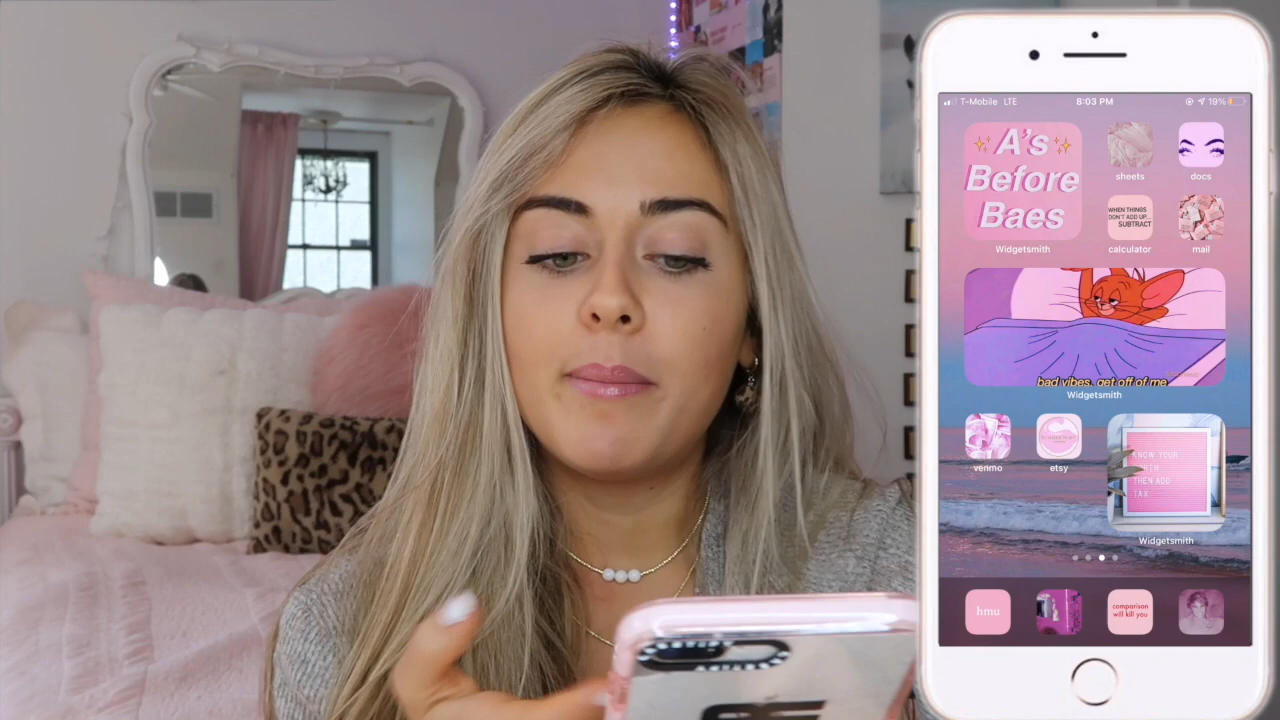 T-Mobile LTE 8:03 PM 19%
A's
Before
Baes
Widgetsmith
sheets
docs
WHEN THINGS
DON'T ADD UP...
SUBTRACT
calculator
mail
bad vibes, get off of me
Widgetsmith
venmo
etsy
KNOW YOUR
THEN ADD
TAX
Widgetsmith
hmu
comparison
will kill you